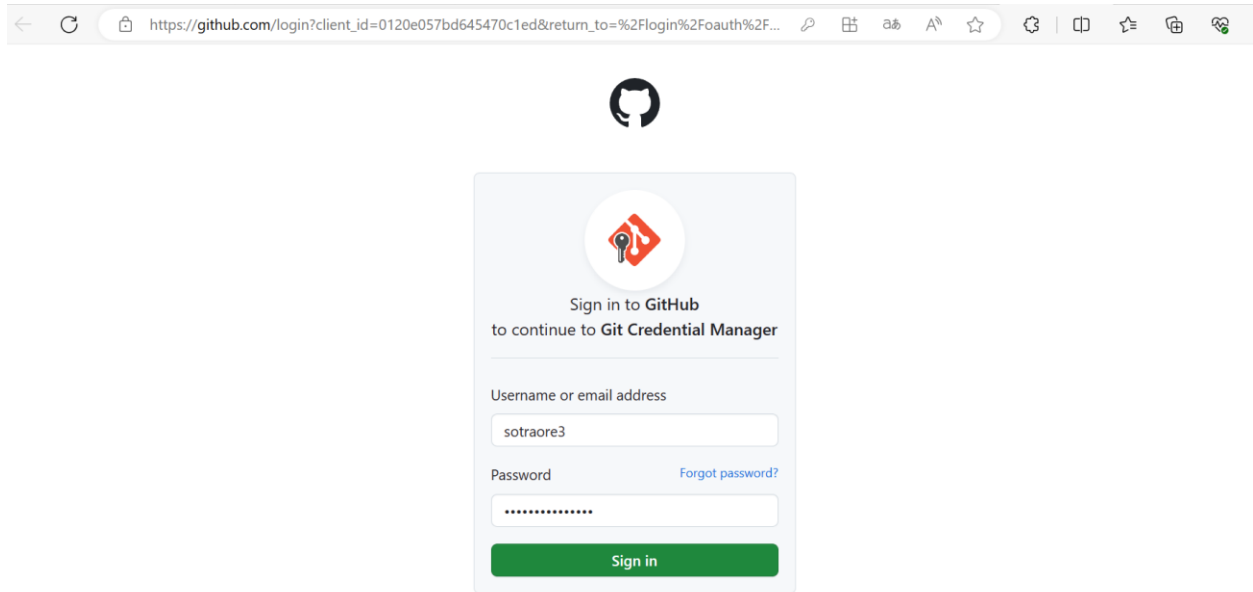 https://github.com/login?client_id=0120e057bd645470c1ed&return_to=%2Flogin%2Foauth%2F...
Sign in to GitHub
to continue to Git Credential Manager
Username or email address
sotraore3
Password Forgot password?
•••••••••••••••
Sign in